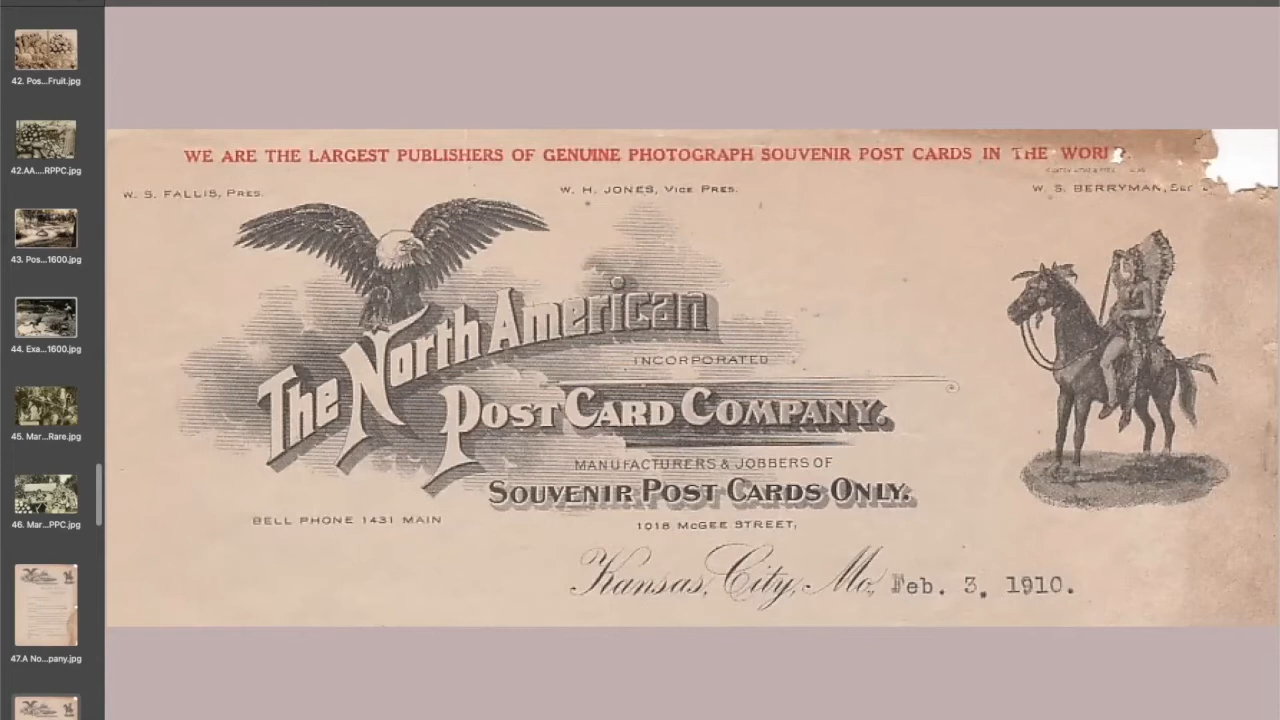 42. Pos...Fruit.jpg
42.AA....RPPC.jpg
43. Pos...1600.jpg
44. Exa...1600.jpg
45. Mar...Rare.jpg
46. Mar...PPC.jpg
47.A No...pany.jpg
WE ARE THE LARGEST PUBLISHERS OF GENUINE PHOTOGRAPH SOUVENIR POST CARDS IN THE
W. S. FALLIS, PRES. W. H. JONES, VICE PRES. W. S. BERRYMAN,
The North American
INCORPORATED
POST CARD COMPANY.
MANUFACTURERS & JOBBERS OF
SOUVENIR POST CARDS ONLY.
BELL PHONE 1431 MAIN 1018 McGEE STREET,
Kansas, City, Mo, Feb. 3, 1910.